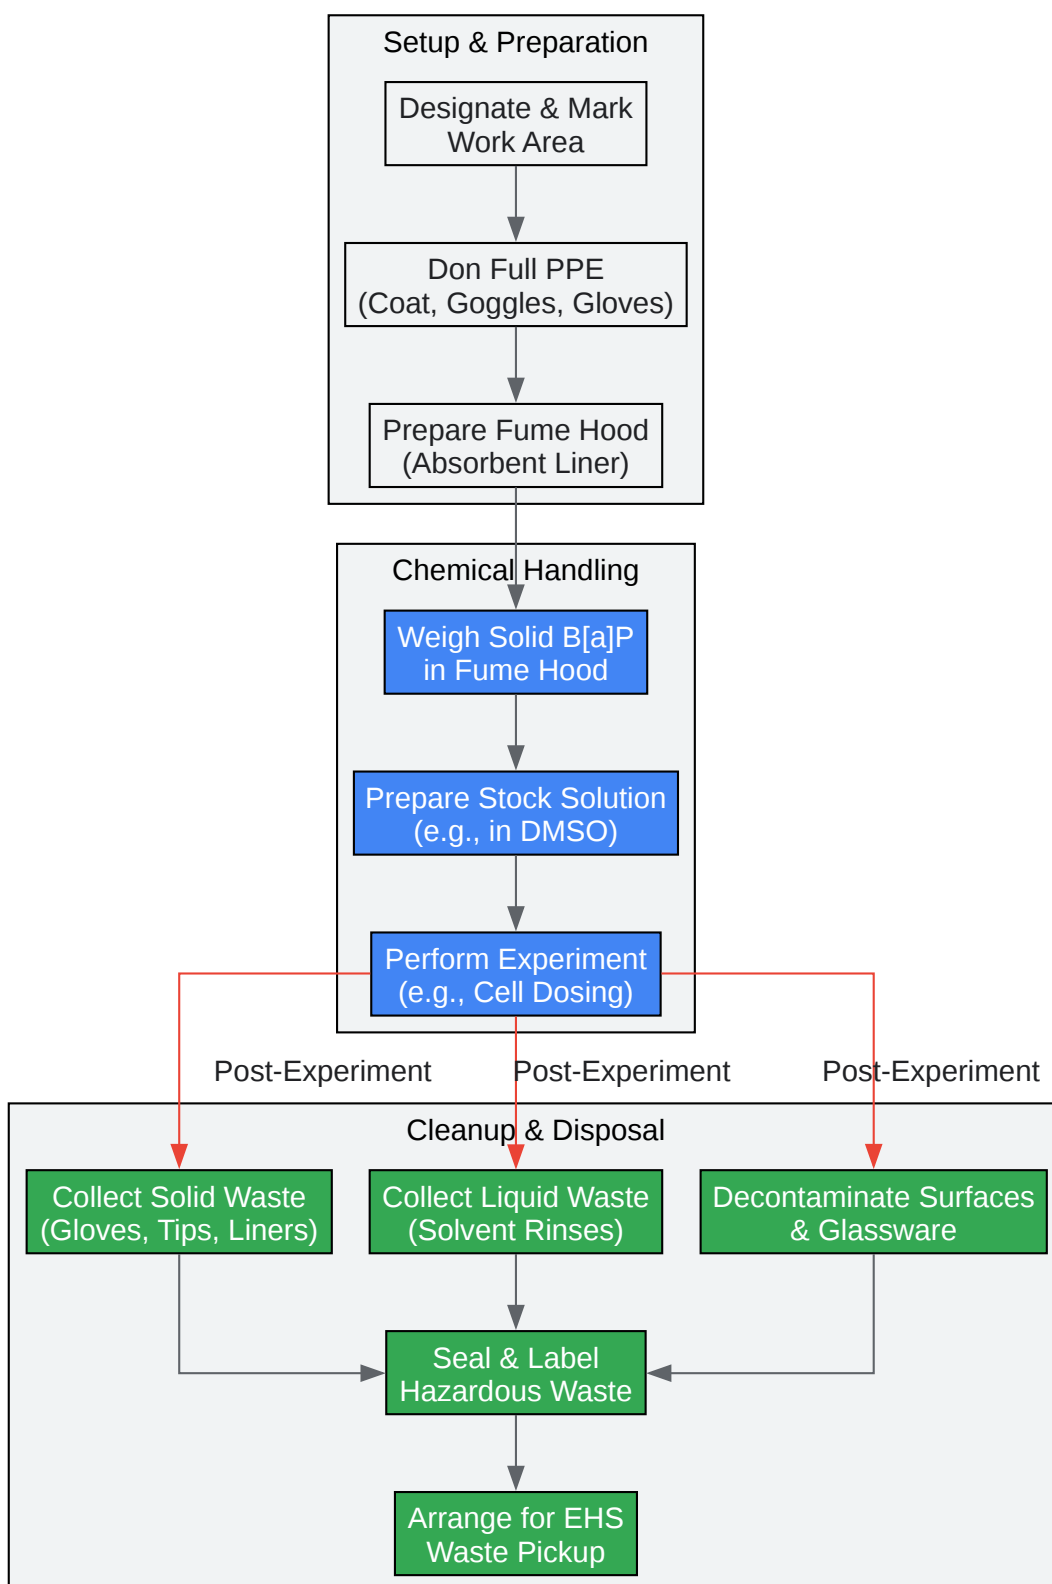 Setup & Preparation
Designate & Mark
Work Area
Don Full PPE
(Coat, Goggles, Gloves)
Prepare Fume Hood
(Absorbent Liner)
Chemical Handling
Weigh Solid B[a]P
in Fume Hood
Prepare Stock Solution
(e.g., in DMSO)
Perform Experiment
(e.g., Cell Dosing)
Post-Experiment
Post-Experiment
Post-Experiment
Cleanup & Disposal
Collect Solid Waste
(Gloves, Tips, Liners)
Collect Liquid Waste
(Solvent Rinses)
Decontaminate Surfaces
& Glassware
Seal & Label
Hazardous Waste
Arrange for EHS
Waste Pickup